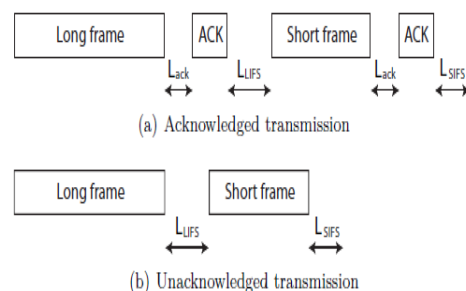 Long frame ACK Short frame ACK
Lack LLIFS Lack LSIFS
(a) Acknowledged transmission
Long frame Short frame
LLIFS LSIFS
(b) Unacknowledged transmission